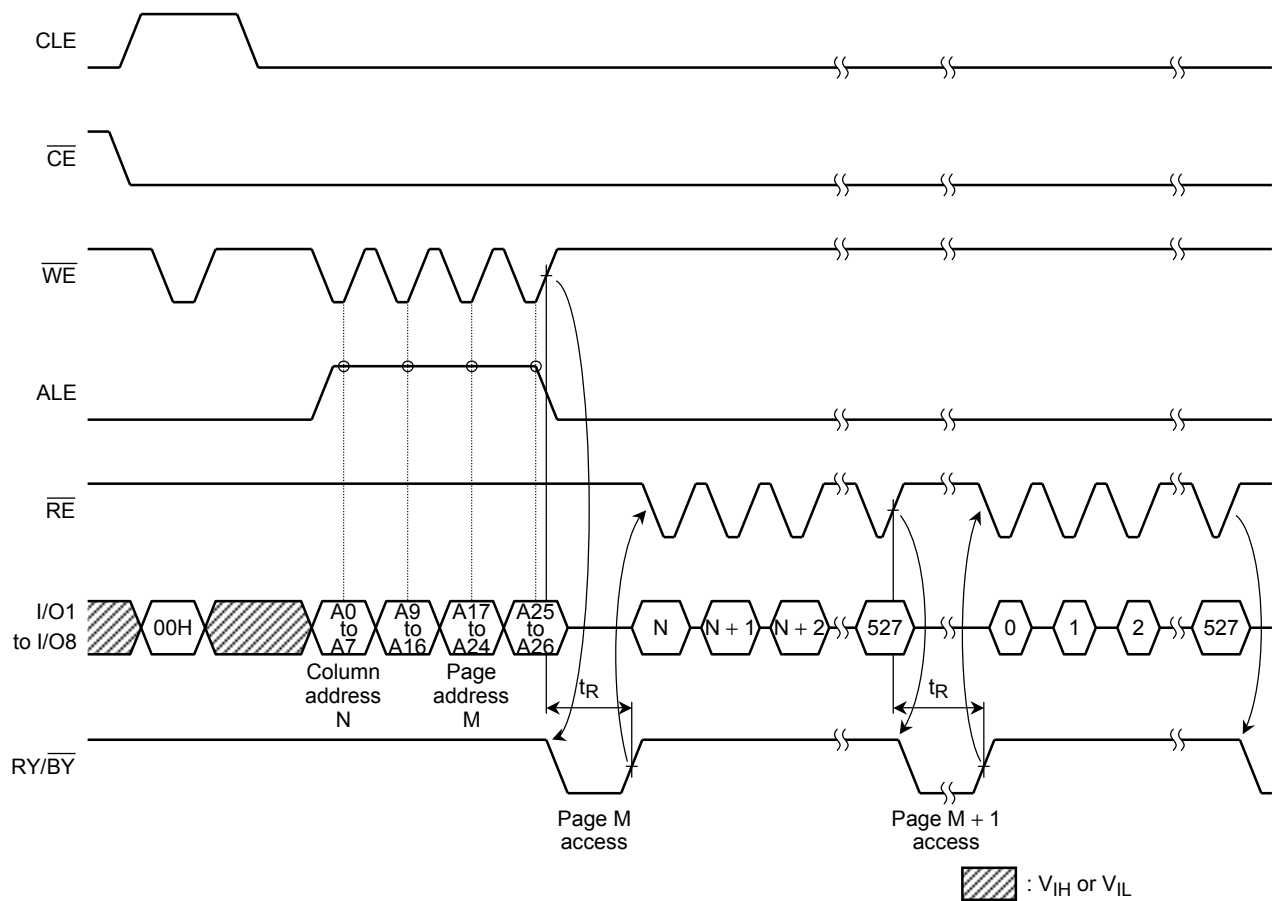 CLE
CE
WE
ALE
RE
I/O1
to I/O8
00H
A0
to
A7
A9
to
A16
A17
to
A24
A25
to
A26
N
N + 1
N + 2
527
0
1
2
527
Column
address
N
Page
address
M
tR
tR
RY/BY
Page M
access
Page M + 1
access
: VIH or VIL